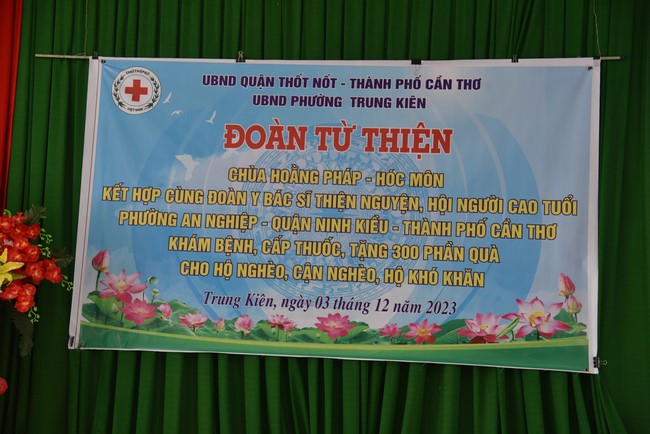 UBND QUẬN THỐT NỐT - THÀNH PHỐ CẦN THƠ
UBND PHƯỜNG TRUNG KIÊN
ĐOÀN TỪ THIỆN
CHÙA HOẰNG PHÁP - HÓC MÔN
KẾT HỢP CÙNG ĐOÀN Y BÁC SĨ THIỆN NGUYỆN, HỘI NGƯỜI CAO TUỔI
PHƯỜNG AN NGHIỆP - QUẬN NINH KIỀU - THÀNH PHỐ CẦN THƠ
KHÁM BỆNH, CẤP THUỐC, TẶNG 300 PHẦN QUÀ
CHO HỘ NGHÈO, CẬN NGHÈO, HỘ KHÓ KHĂN
Trung Kiên, ngày 03 tháng 12 năm 2023